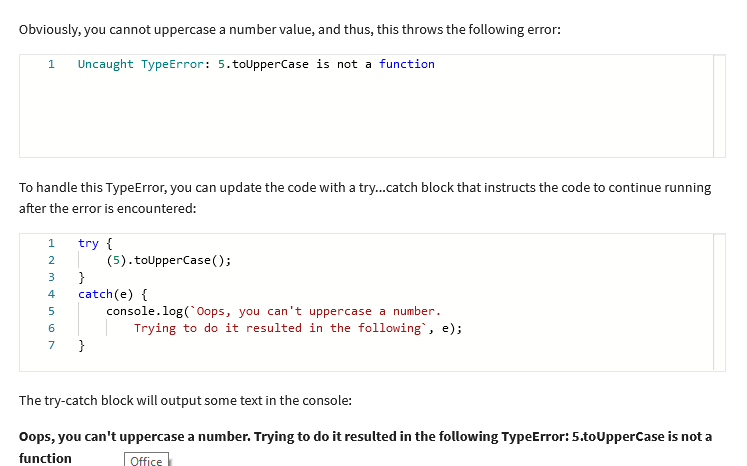 Obviously, you cannot uppercase a number value, and thus, this throws the following error:
1 Uncaught TypeError: 5.toUpperCase is not a function
To handle this TypeError, you can update the code with a try...catch block that instructs the code to continue running
after the error is encountered:
1 try {
2 (5).toUpperCase();
3 }
4 catch(e) {
5 console.log(`Oops, you can't uppercase a number.
6 Trying to do it resulted in the following`, e);
7 }
The try-catch block will output some text in the console:
Oops, you can't uppercase a number. Trying to do it resulted in the following TypeError: 5.toUpperCase is not a
function
Office